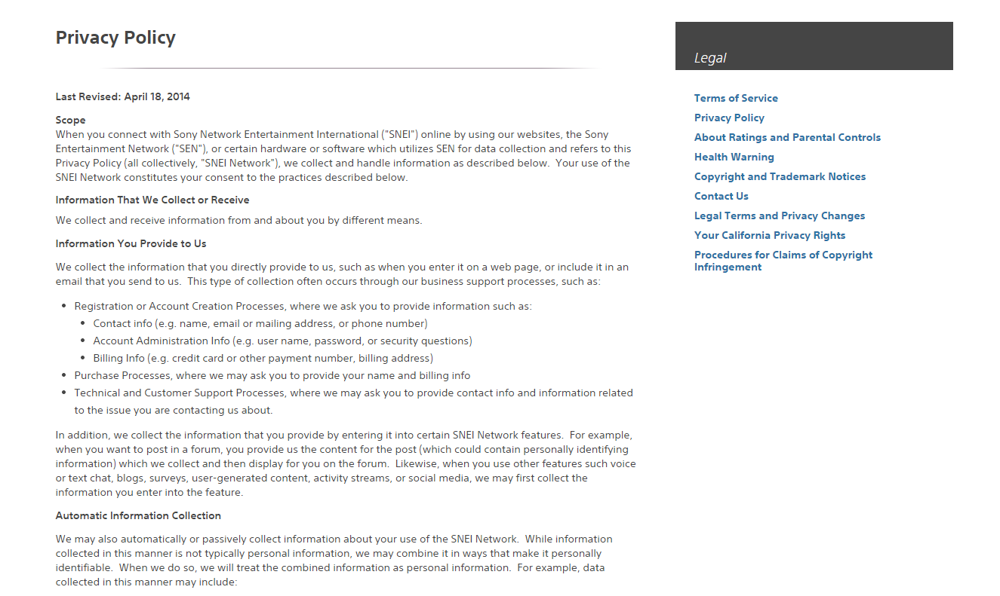 Privacy Policy
Last Revised: April 18, 2014
Scope
When you connect with Sony Network Entertainment International ("SNEI") online by using our websites, the Sony
Entertainment Network ("SEN"), or certain hardware or software which utilizes SEN for data collection and refers to this
Privacy Policy (all collectively, "SNEI Network"), we collect and handle information as described below.  Your use of the
SNEI Network constitutes your consent to the practices described below.
Information That We Collect or Receive
We collect and receive information from and about you by different means.
Information You Provide to Us
We collect the information that you directly provide to us, such as when you enter it on a web page, or include it in an
email that you send to us.  This type of collection often occurs through our business support processes, such as:
• Registration or Account Creation Processes, where we ask you to provide information such as:
• Contact info (e.g. name, email or mailing address, or phone number)
• Account Administration Info (e.g. user name, password, or security questions)
• Billing Info (e.g. credit card or other payment number, billing address)
• Purchase Processes, where we may ask you to provide your name and billing info
• Technical and Customer Support Processes, where we may ask you to provide contact info and information related
to the issue you are contacting us about.
In addition, we collect the information that you provide by entering it into certain SNEI Network features.  For example,
when you want to post in a forum, you provide us the content for the post (which could contain personally identifying
information) which we collect and then display for you on the forum.  Likewise, when you use other features such voice
or text chat, blogs, surveys, user-generated content, activity streams, or social media, we may first collect the
information you enter into the feature.
Automatic Information Collection
We may also automatically or passively collect information about your use of the SNEI Network.  While information
collected in this manner is not typically personal information, we may combine it in ways that make it personally
identifiable.  When we do so, we will treat the combined information as personal information.  For example, data
collected in this manner may include:
Legal
Terms of Service
Privacy Policy
About Ratings and Parental Controls
Health Warning
Copyright and Trademark Notices
Contact Us
Legal Terms and Privacy Changes
Your California Privacy Rights
Procedures for Claims of Copyright
Infringement